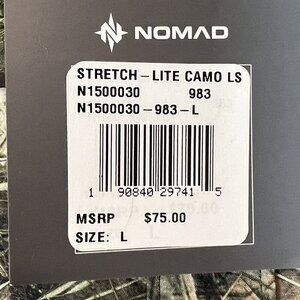 NOMAD
STRETCH-LITE CAMO LS
N1500030 983
N1500030-983-L
1 90840 29741 5
MSRP $75.00
SIZE: L